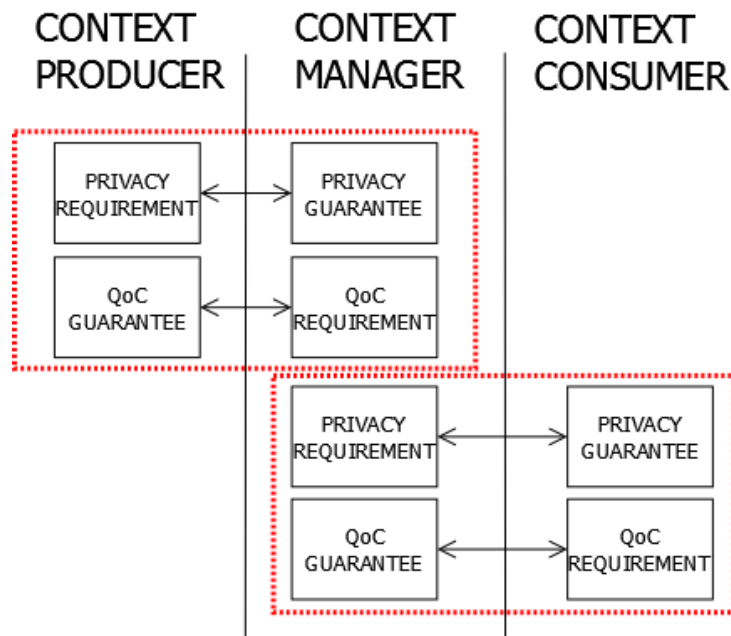 CONTEXT
PRODUCER
CONTEXT
MANAGER
CONTEXT
CONSUMER
PRIVACY
REQUIREMENT
PRIVACY
GUARANTEE
QoC
GUARANTEE
QoC
REQUIREMENT
PRIVACY
REQUIREMENT
PRIVACY
GUARANTEE
QoC
GUARANTEE
QoC
REQUIREMENT